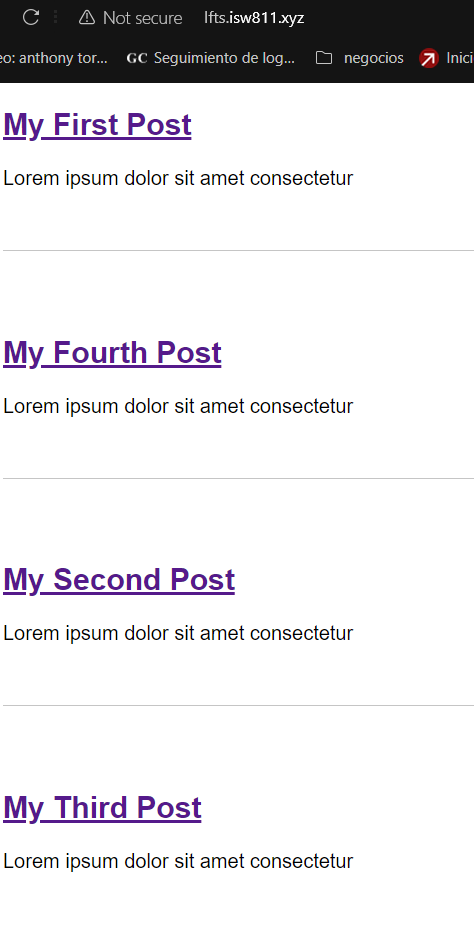 Not secure lfts.isw811.xyz
eo: anthony tor... GC Seguimiento de log... negocios Inici
My First Post
Lorem ipsum dolor sit amet consectetur
My Fourth Post
Lorem ipsum dolor sit amet consectetur
My Second Post
Lorem ipsum dolor sit amet consectetur
My Third Post
Lorem ipsum dolor sit amet consectetur